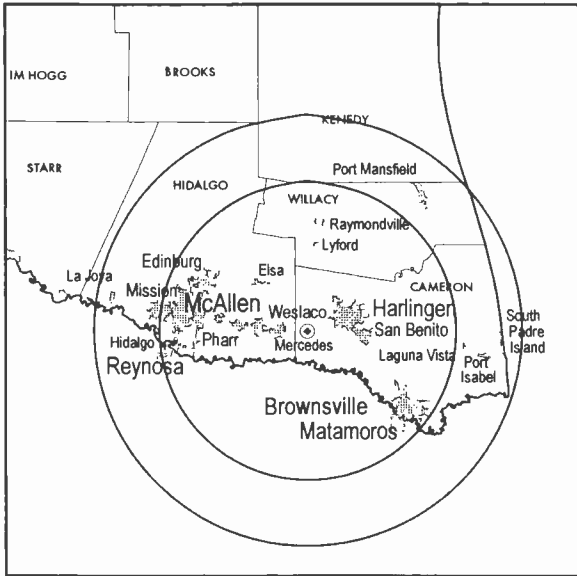 BROOKS
IM HOGG
KENEDY
STARR
Port Mansfield
HIDALGO
WILLACY
Raymondville
Lyford
Edinburg
Elsa
La Joya
CAMERON
Mission
McAllen
Weslaco
Harlingen
South
Padre
Island
San Benito
Hidalgo
Pharr
Mercedes
Laguna Vista
Port
Isabel
Reynosa
Brownsville
Matamoros